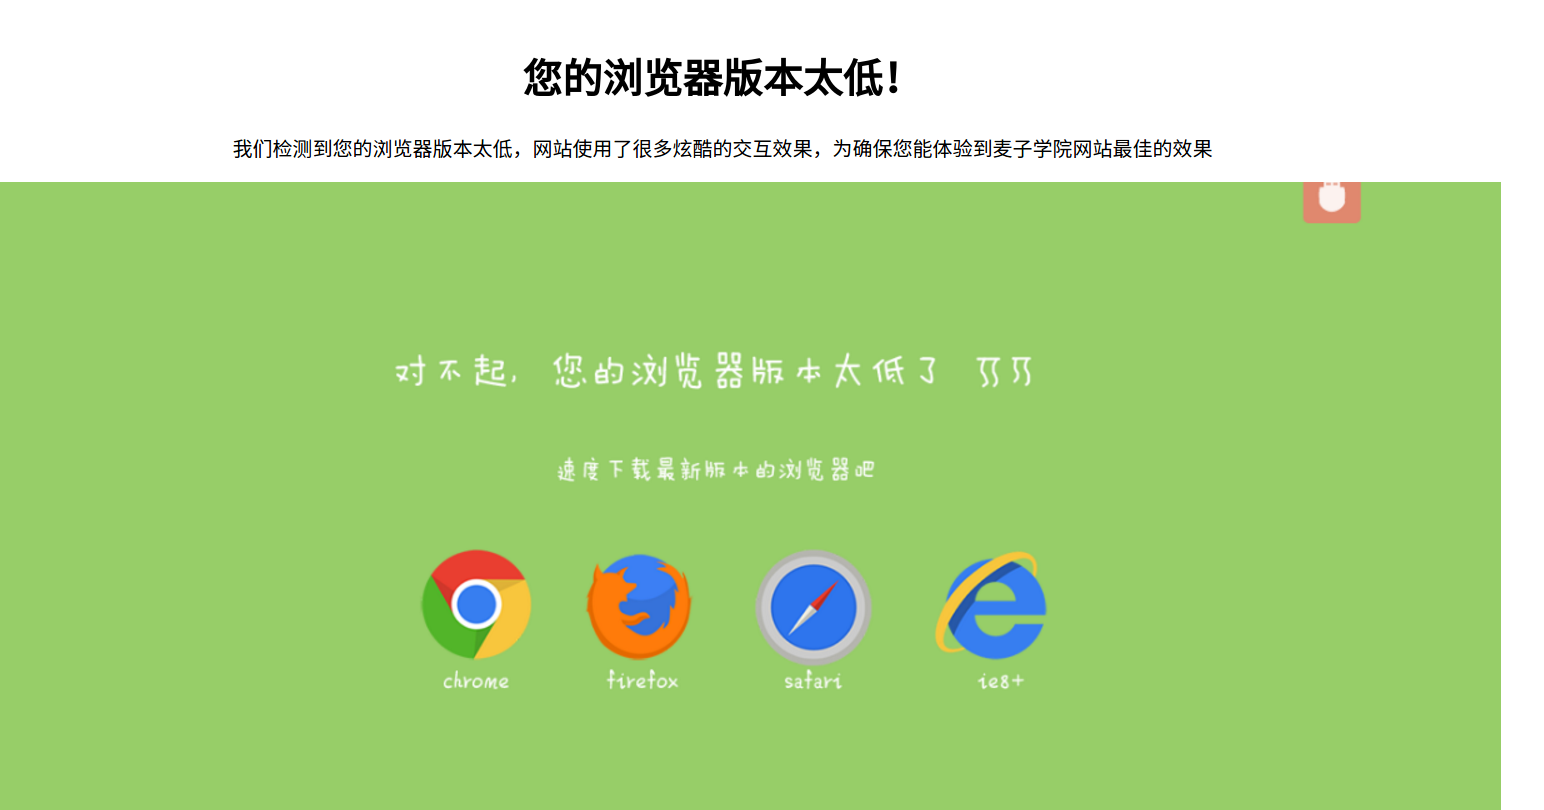 您的浏览器版本太低！
我们检测到您的浏览器版本太低，网站使用了很多炫酷的交互效果，为确保您能体验到麦子学院网站最佳的效果
对不起，您的浏览器版本太低了
速度下载最新版本的浏览器吧
chrome firefox safari ie8+